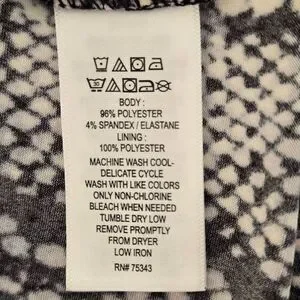 BODY :
96% POLYESTER
4% SPANDEX / ELASTANE
LINING :
100% POLYESTER
MACHINE WASH COOL-
DELICATE CYCLE
WASH WITH LIKE COLORS
ONLY NON-CHLORINE
BLEACH WHEN NEEDED
TUMBLE DRY LOW
REMOVE PROMPTLY
FROM DRYER
LOW IRON
RN# 75343